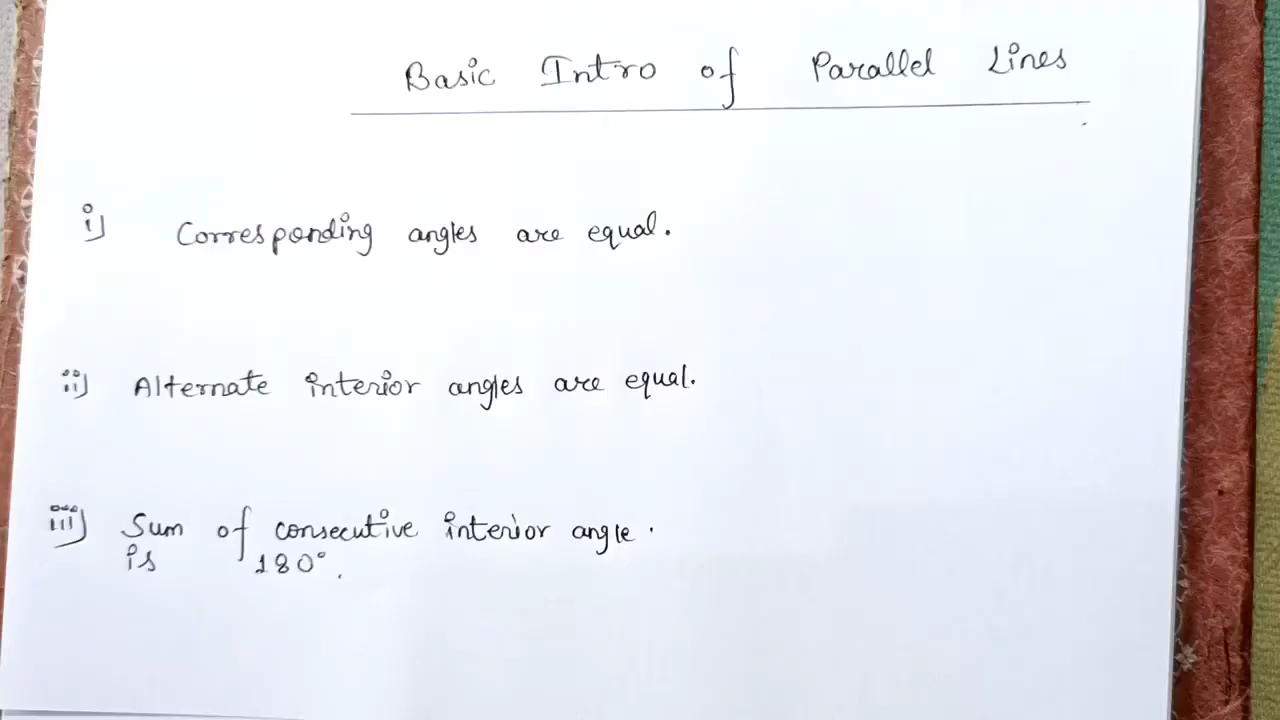 Basic Intro of Parallel Lines
i) Corresponding angles are equal.
ii) Alternate interior angles are equal.
iii) Sum of consecutive interior angle.
is 180°.